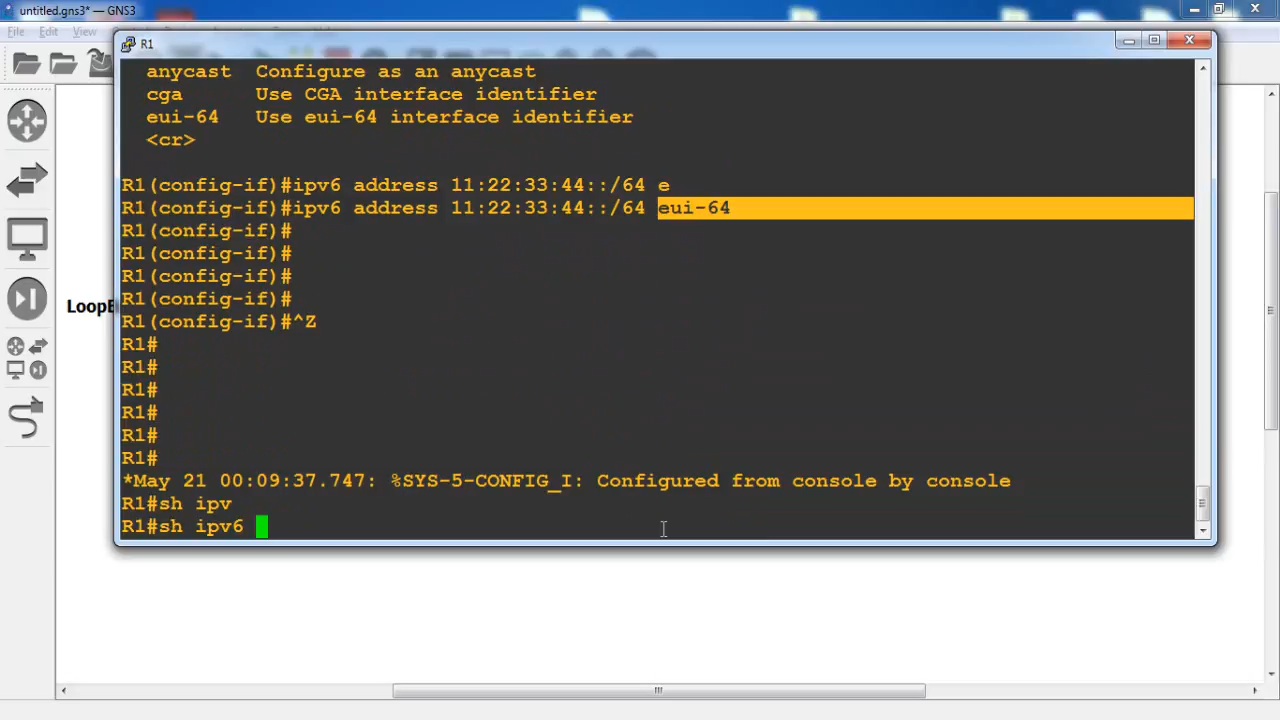 untitled.gns3* — GNS3
File Edit View
R1
anycast Configure as an anycast
cga Use CGA interface identifier
eui-64 Use eui-64 interface identifier
<cr>
R1(config-if)#ipv6 address 11:22:33:44::/64 e
R1(config-if)#ipv6 address 11:22:33:44::/64 eui-64
R1(config-if)#
R1(config-if)#
R1(config-if)#
R1(config-if)#
R1(config-if)#^Z
R1#
R1#
R1#
R1#
R1#
R1#
*May 21 00:09:37.747: %SYS-5-CONFIG_I: Configured from console by console
R1#sh ipv
R1#sh ipv6